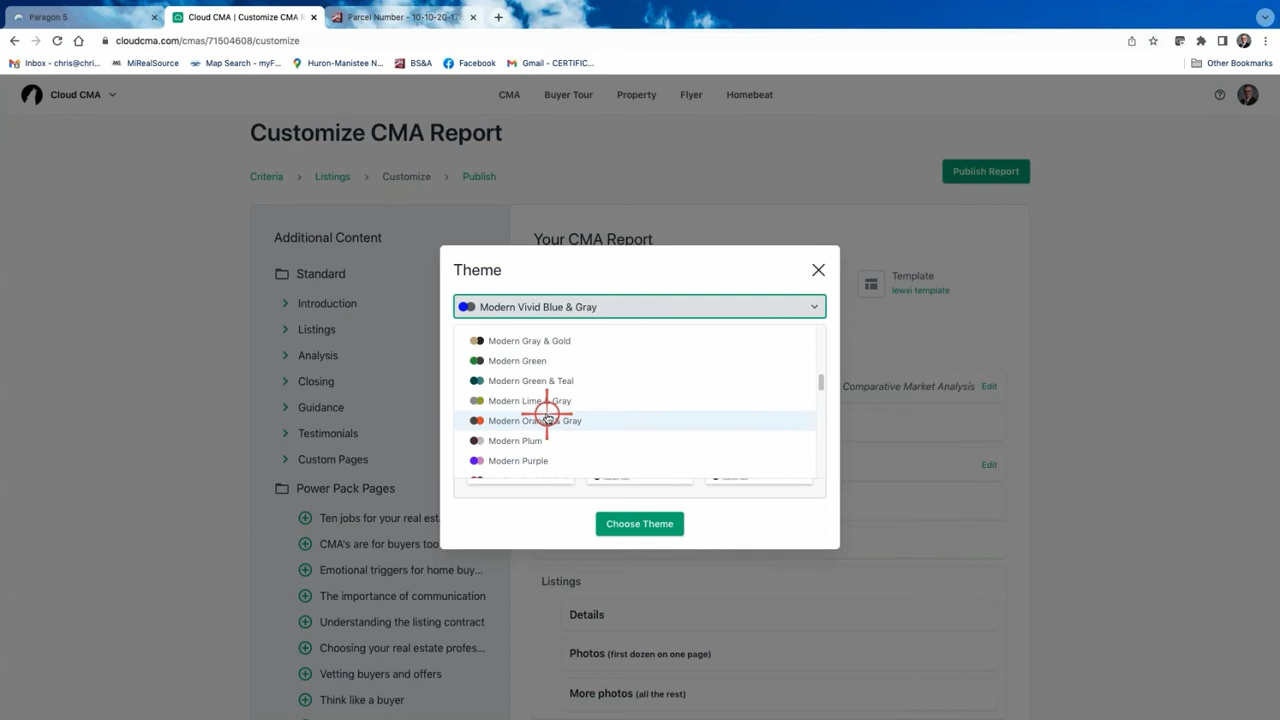 Paragon 5
Cloud CMA | Customize CMA R
Parcel Number - 10-10-20-17
cloudcma.com/cmas/71504608/customize
Inbox - chris@chri...
MiRealSource
Map Search - myF...
Huron-Manistee N...
BS&A
Facebook
Gmail - CERTIFIC...
Other Bookmarks
Cloud CMA
CMA
Buyer Tour
Property
Flyer
Homebeat
Customize CMA Report
Criteria > Listings > Customize > Publish
Publish Report
Additional Content
Standard
Introduction
Listings
Analysis
Closing
Guidance
Testimonials
Custom Pages
Power Pack Pages
Ten jobs for your real est
CMA's are for buyers too
Emotional triggers for home buy...
The importance of communication
Understanding the listing contract
Choosing your real estate profes...
Vetting buyers and offers
Think like a buyer
Your CMA Report
Template
lewsi template
Comparative Market Analysis Edit
Edit
Theme
Modern Vivid Blue & Gray
Modern Gray & Gold
Modern Green
Modern Green & Teal
Modern Lime & Gray
Modern Orange & Gray
Modern Plum
Modern Purple
Choose Theme
Listings
Details
Photos (first dozen on one page)
More photos (all the rest)